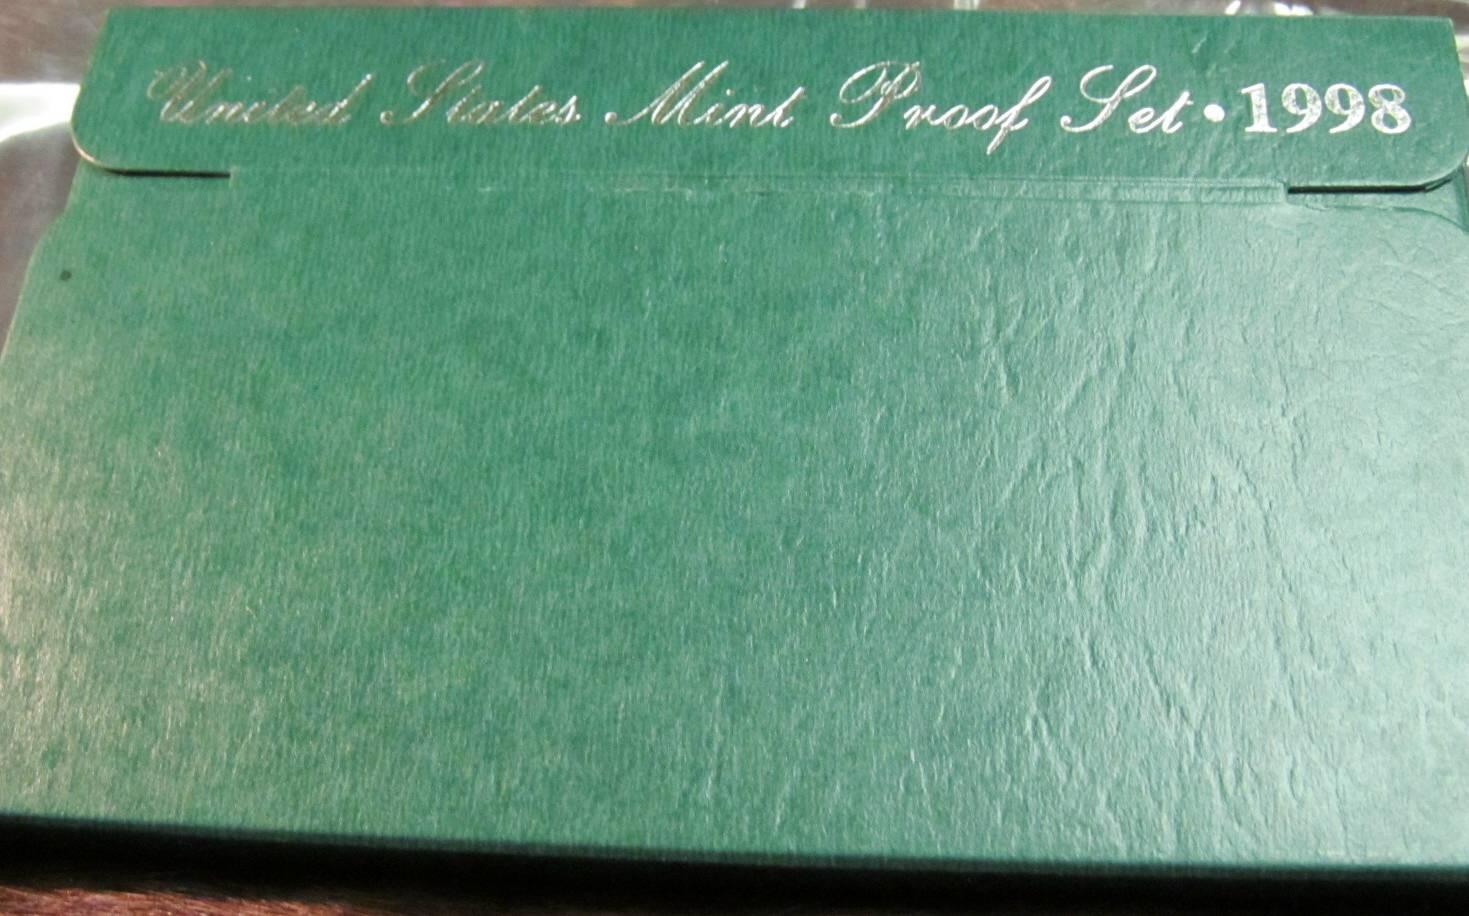 United States Mint Proof Set • 1998